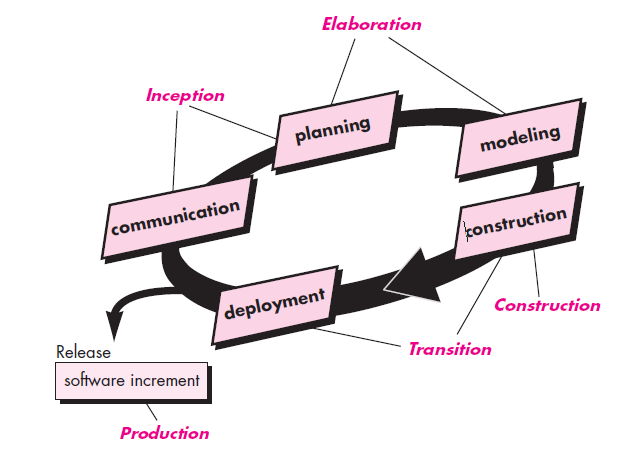 Elaboration
Inception
planning
modeling
communication
construction
deployment
Construction
Transition
Release
software increment
Production